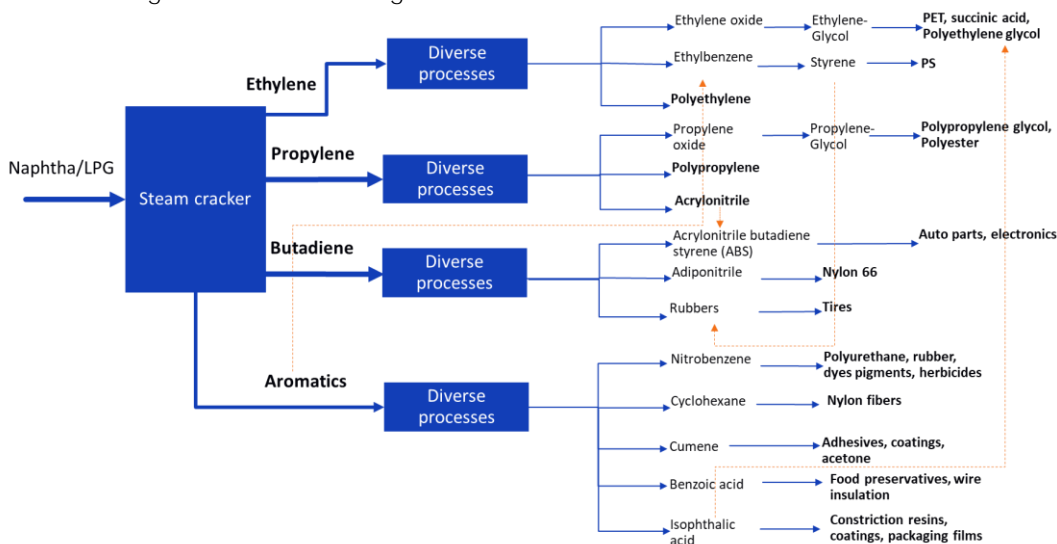 Ethylene oxide
Ethylene-
Glycol
PET, succinic acid,
Polyethylene glycol
Diverse
processes
Ethylbenzene
Styrene
PS
Ethylene
Polyethylene
Propylene
oxide
Propylene-
Glycol
Polypropylene glycol,
Polyester
Propylene
Naphtha/LPG
Steam cracker
Diverse
processes
Polypropylene
Acrylonitrile
Butadiene
Acrylonitrile butadiene
styrene (ABS)
Auto parts, electronics
Diverse
processes
Adiponitrile
Nylon 66
Rubbers
Tires
Nitrobenzene
Polyurethane, rubber,
dyes pigments, herbicides
Aromatics
Diverse
processes
Cyclohexane
Nylon fibers
Cumene
Adhesives, coatings,
acetone
Benzoic acid
Food preservatives, wire
insulation
Isophthalic
acid
Constriction resins,
coatings, packaging films